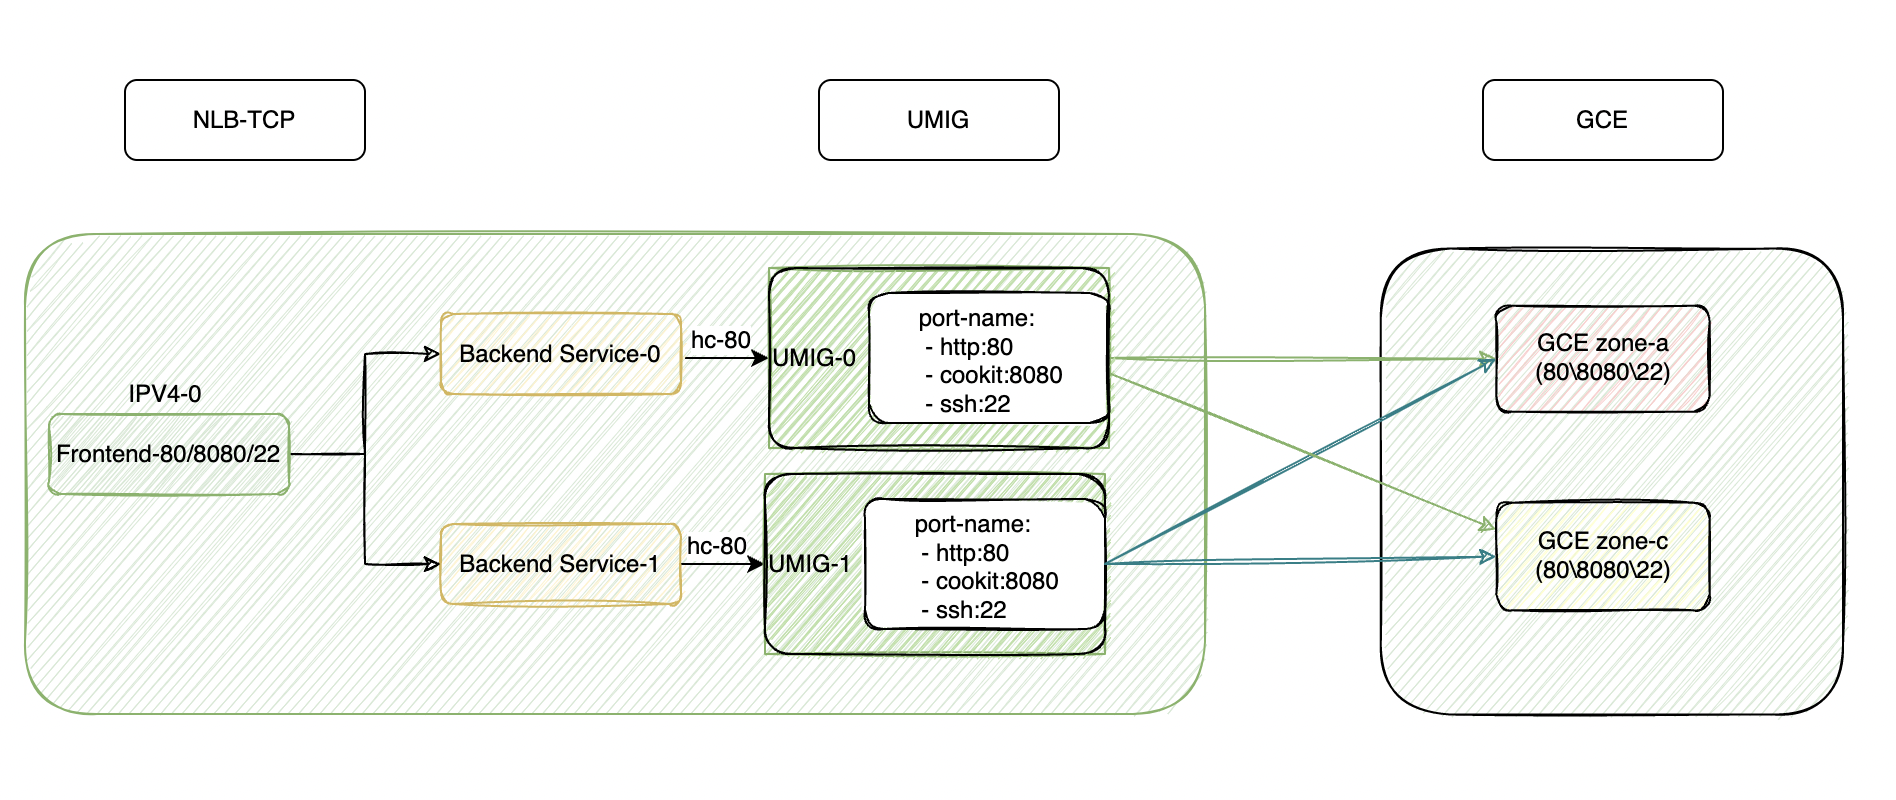 NLB-TCP
UMIG
GCE
IPV4-0
Frontend-80/8080/22
Backend Service-0
hc-80
UMIG-0
port-name:
- http:80
- cookit:8080
- ssh:22
Backend Service-1
hc-80
UMIG-1
port-name:
- http:80
- cookit:8080
- ssh:22
GCE zone-a
(80\8080\22)
GCE zone-c
(80\8080\22)